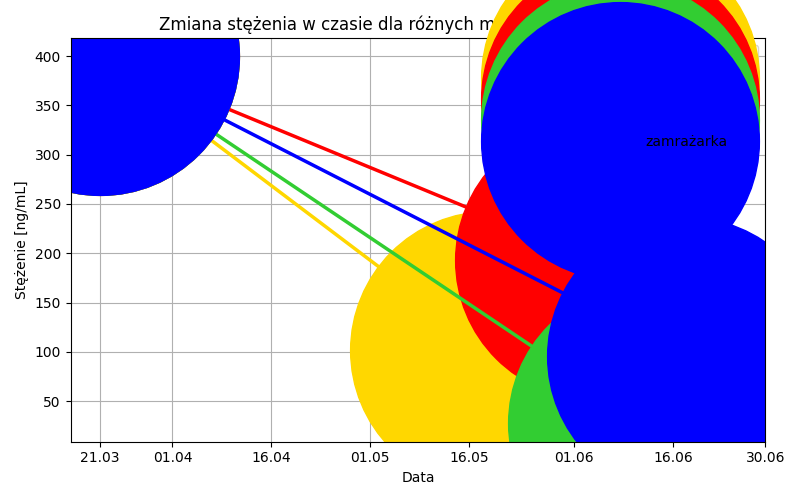 Zmiana stężenia w czasie dla różnych
400
350
300
250
200
150
100
50
Stężenie [ng/mL]
zamrażarka
21.03 01.04 16.04 01.05 16.05 01.06 16.06 30.06
Data